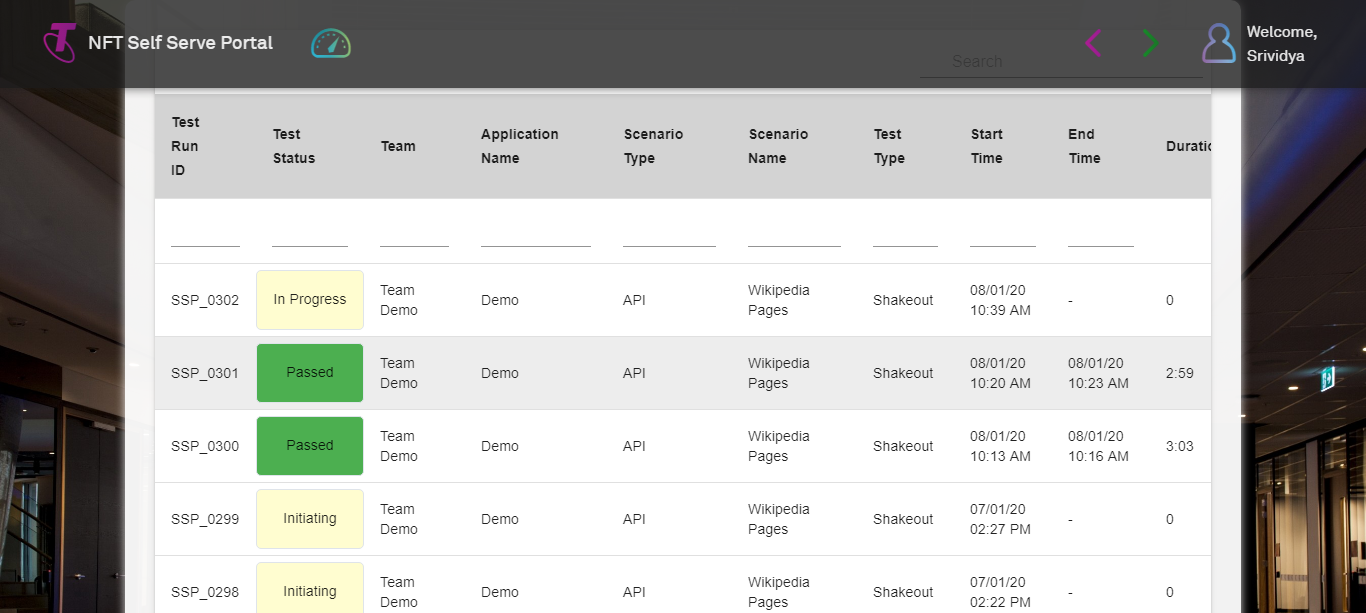 NFT Self Serve Portal
Search
Welcome,
Srividya
Test Run ID
Test Status
Team
Application Name
Scenario Type
Scenario Name
Test Type
Start Time
End Time
Duratio
SSP_0302 In Progress Team Demo Demo API Wikipedia Pages Shakeout 08/01/20 10:39 AM - 0
SSP_0301 Passed Team Demo Demo API Wikipedia Pages Shakeout 08/01/20 10:20 AM 08/01/20 10:23 AM 2:59
SSP_0300 Passed Team Demo Demo API Wikipedia Pages Shakeout 08/01/20 10:13 AM 08/01/20 10:16 AM 3:03
SSP_0299 Initiating Team Demo Demo API Wikipedia Pages Shakeout 07/01/20 02:27 PM - 0
SSP_0298 Initiating Team Demo Demo API Wikipedia Pages Shakeout 07/01/20 02:22 PM - 0